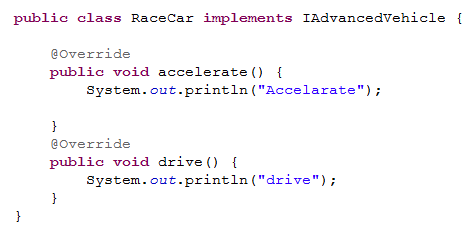 public class RaceCar implements IAdvancedVehicle {
@Override
public void accelerate() {
System.out.println("Accelarate");
}
@Override
public void drive() {
System.out.println("drive");
}
}